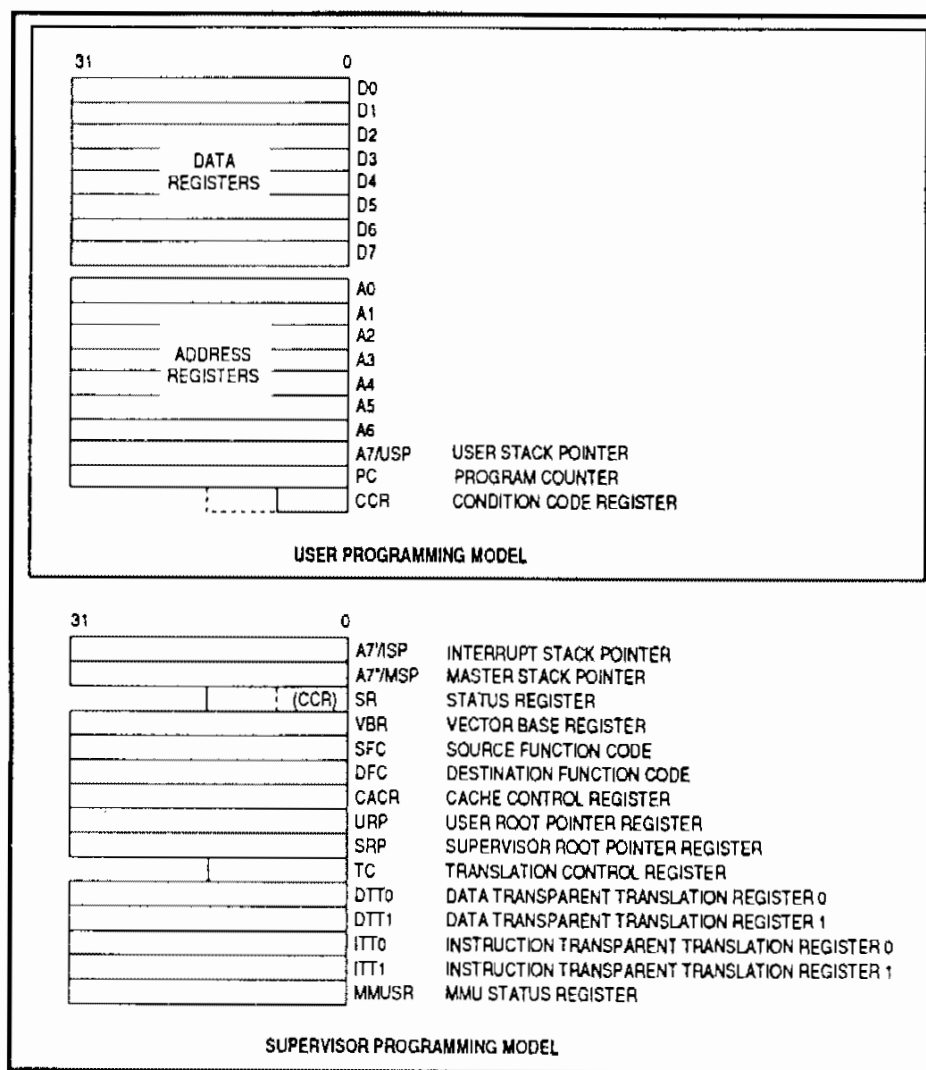 31 0
D0
D1
D2
DATA
REGISTERS
D3
D4
D5
D6
D7
A0
A1
A2
ADDRESS
REGISTERS
A3
A4
A5
A6
A7/USP USER STACK POINTER
PC PROGRAM COUNTER
CCR CONDITION CODE REGISTER
USER PROGRAMMING MODEL
31 0
A7'/ISP INTERRUPT STACK POINTER
A7"/MSP MASTER STACK POINTER
(CCR) SR STATUS REGISTER
VBR VECTOR BASE REGISTER
SFC SOURCE FUNCTION CODE
DFC DESTINATION FUNCTION CODE
CACR CACHE CONTROL REGISTER
URP USER ROOT POINTER REGISTER
SRP SUPERVISOR ROOT POINTER REGISTER
TC TRANSLATION CONTROL REGISTER
DTT0 DATA TRANSPARENT TRANSLATION REGISTER 0
DTT1 DATA TRANSPARENT TRANSLATION REGISTER 1
ITT0 INSTRUCTION TRANSPARENT TRANSLATION REGISTER 0
ITT1 INSTRUCTION TRANSPARENT TRANSLATION REGISTER 1
MMUSR MMU STATUS REGISTER
SUPERVISOR PROGRAMMING MODEL